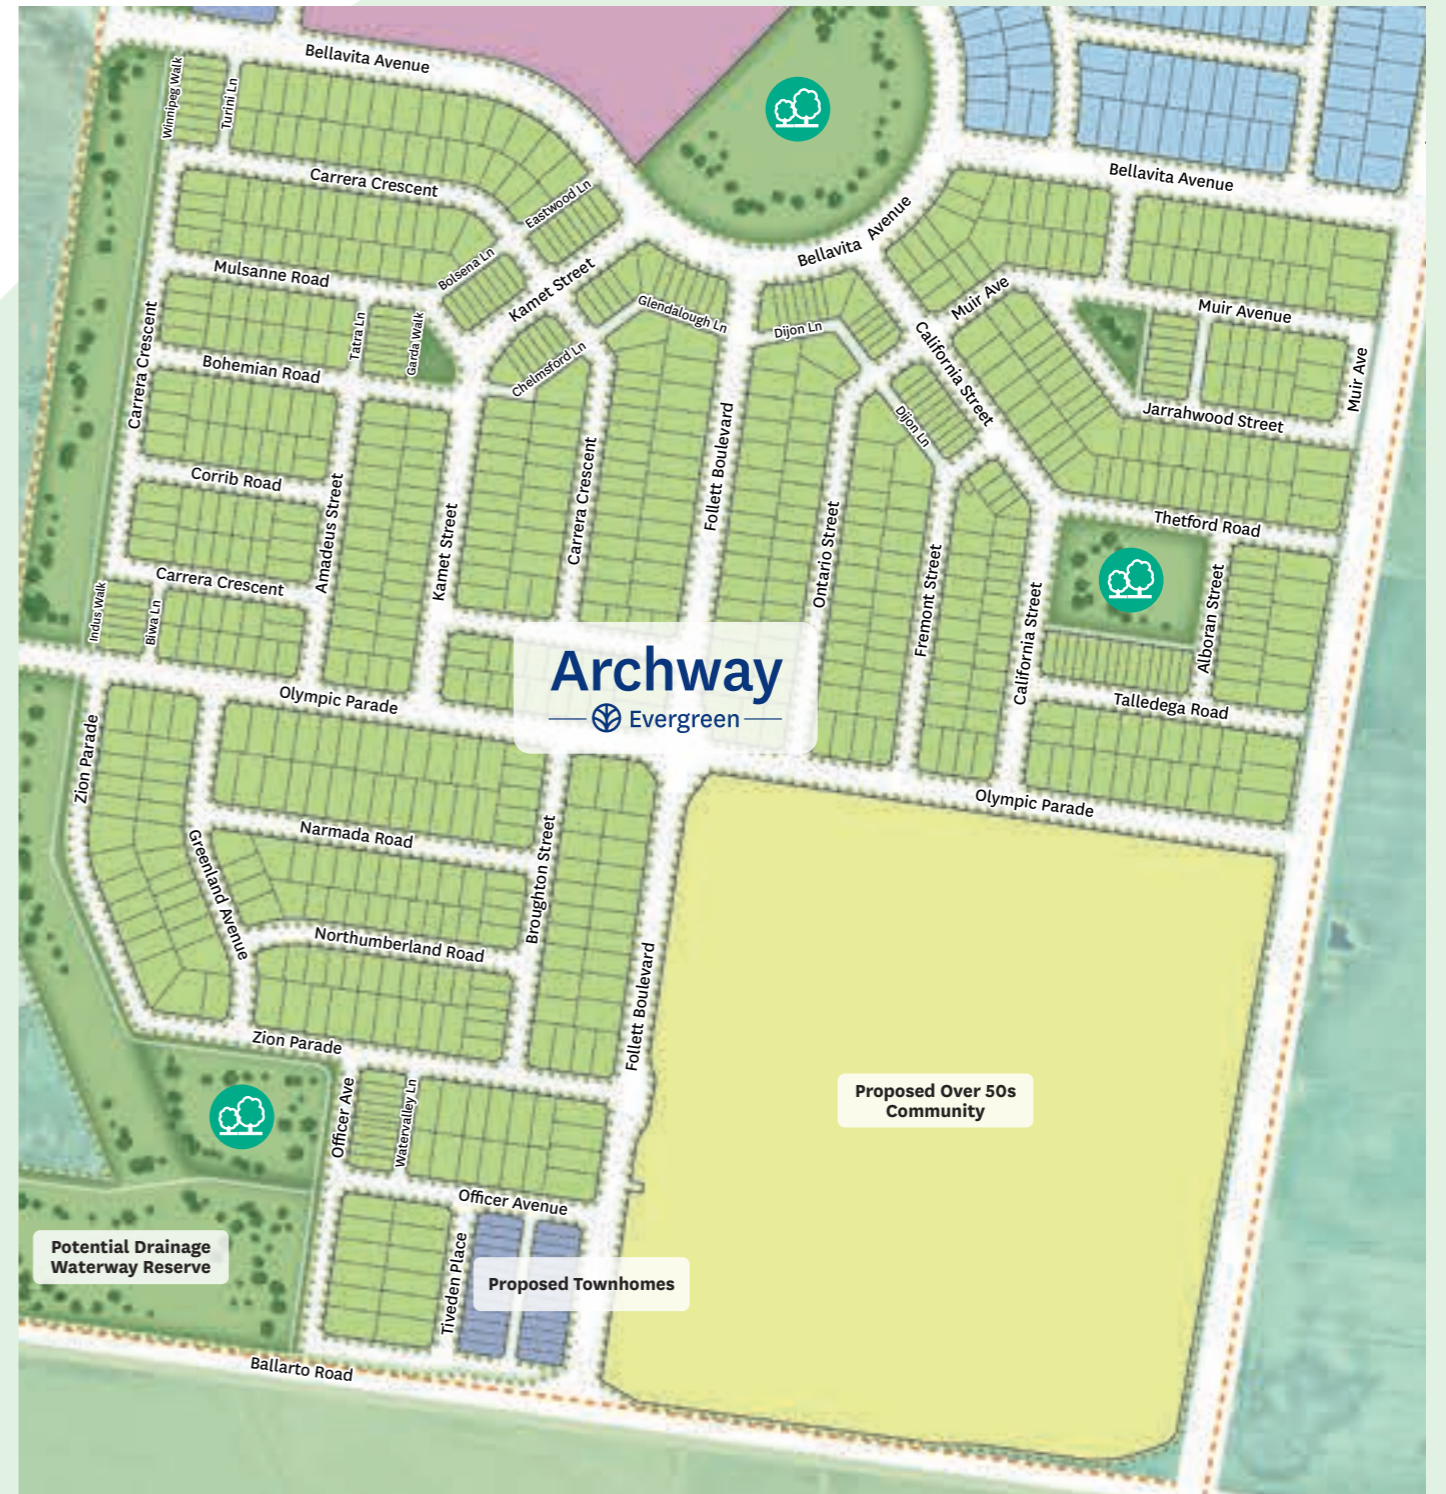 Bellavita Avenue
Winnipeg Walk
Turini Ln
Carrera Crescent
Eastwood Ln
Bellavita Avenue
Bellavita Avenue
Bolsena Ln
Mulsanne Road
Kamet Street
Glendalough Ln
Dijon Ln
Muir Ave
Muir Avenue
Carrera Crescent
Tatra Ln
Garda Walk
Chelmsford Ln
California Street
Muir Ave
Bohemian Road
Follett Boulevard
Dijon Ln
Jarrahwood Street
Corrib Road
Amadeus Street
Kamet Street
Carrera Crescent
Ontario Street
Fremont Street
Thetford Road
Carrera Crescent
Indus Walk
Biwa Ln
California Street
Alboran Street
Archway
Evergreen
Olympic Parade
Talledega Road
Zion Parade
Olympic Parade
Narmada Road
Greenland Avenue
Broughton Street
Northumberland Road
Follett Boulevard
Zion Parade
Officer Ave
Watervalley Ln
Proposed Over 50s
Community
Officer Avenue
Potential Drainage
Waterway Reserve
Tiveden Place
Proposed Townhomes
Ballarto Road